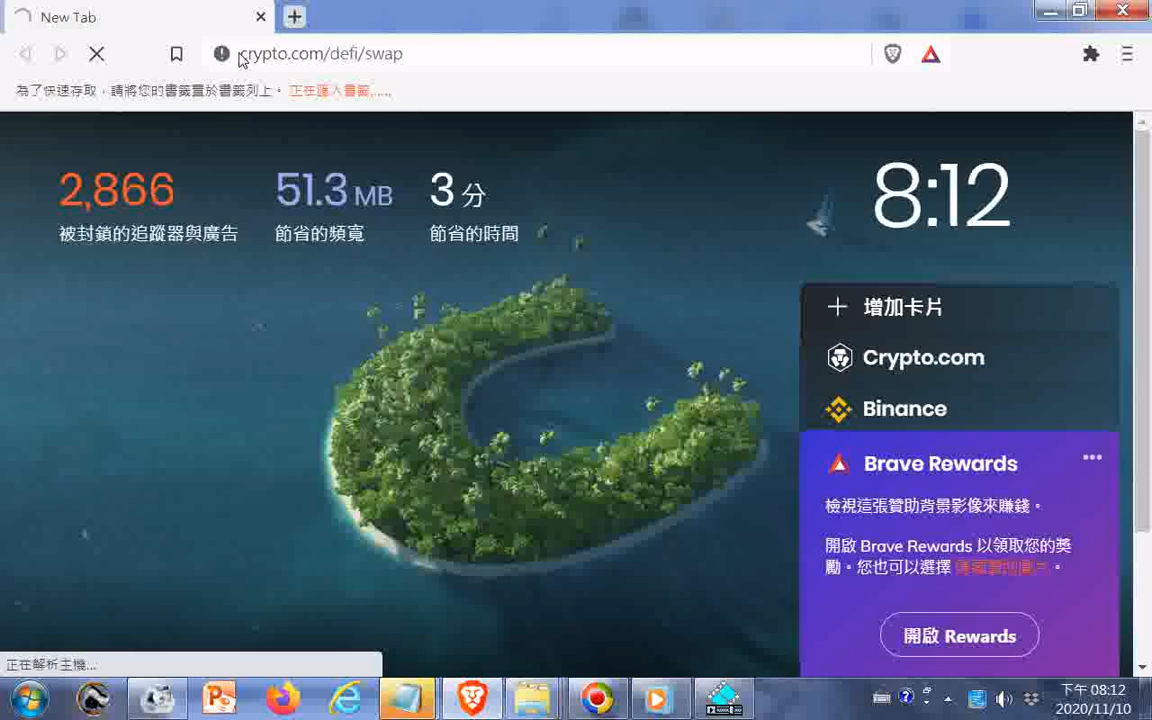 New Tab
crypto.com/defi/swap
為了快速存取，請將您的書籤置於書籤列上。 正在匯入書籤......
2,866
被封鎖的追蹤器與廣告
51.3 MB
節省的頻寬
3 分
節省的時間
8:12
增加卡片
Crypto.com
Binance
Brave Rewards
檢視這張贊助背景影像來賺錢。
開啟 Brave Rewards 以領取您的獎
勵。您也可以選擇 。
開啟 Rewards
正在解析主機...
下午 08:12
2020/11/10